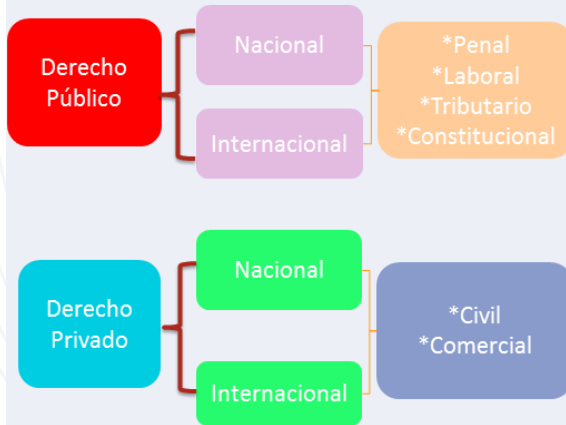 Derecho
Público
Nacional
Internacional
*Penal
*Laboral
*Tributario
*Constitucional
Derecho
Privado
Nacional
Internacional
*Civil
*Comercial